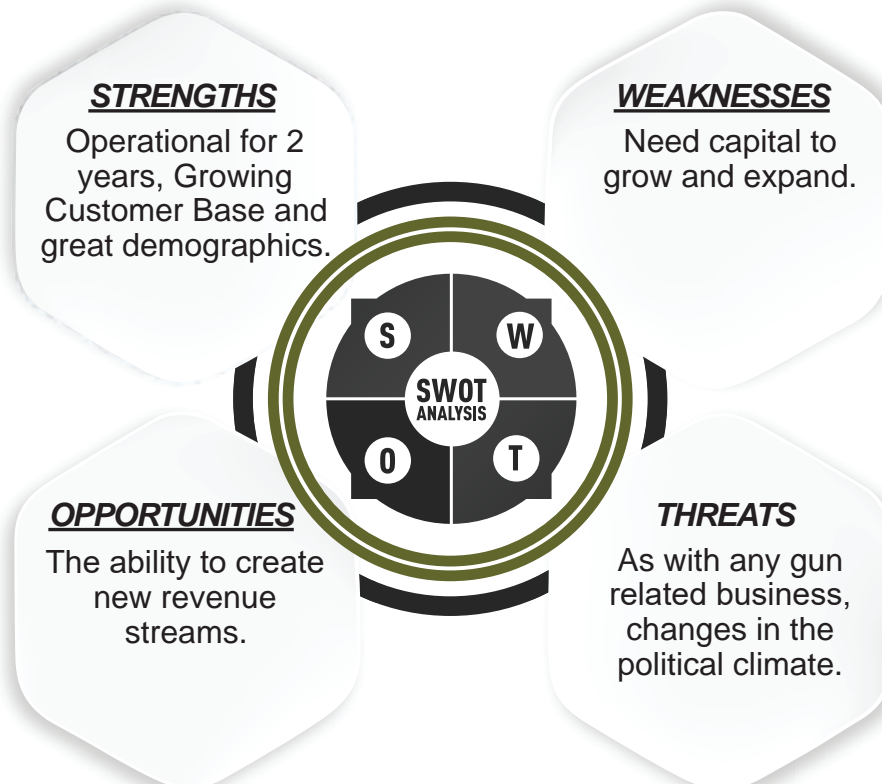 STRENGTHS
Operational for 2
years, Growing
Customer Base and
great demographics.
WEAKNESSES
Need capital to
grow and expand.
S
W
SWOT
ANALYSIS
O
T
OPPORTUNITIES
The ability to create
new revenue
streams.
THREATS
As with any gun
related business,
changes in the
political climate.